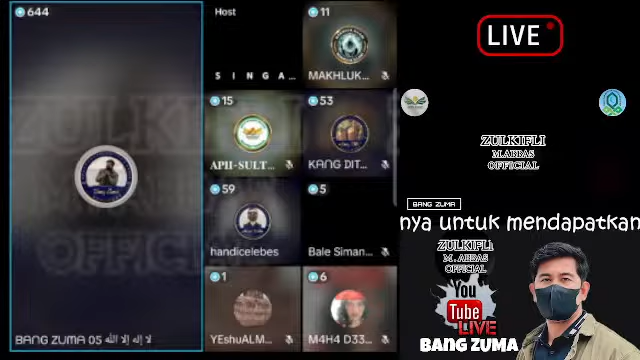 644
Host
S I N G A ...
11
MAKHLUK...
15
APII-SULT...
53
KANG DIT...
59
handicelebes
5
Bale Siman...
1
YEshuALM...
6
M4H4 D33...
BANG ZUMA 05 لا إله إلا الله
ZULKIFLI
OFFICIAL
LIVE
ZULKIFLI
M.ABBAS
OFFICIAL
BANG ZUMA
nya untuk mendapatkan
ZULKIFLI
M. ABBAS
OFFICIAL
You
Tube
LIVE
BANG ZUMA